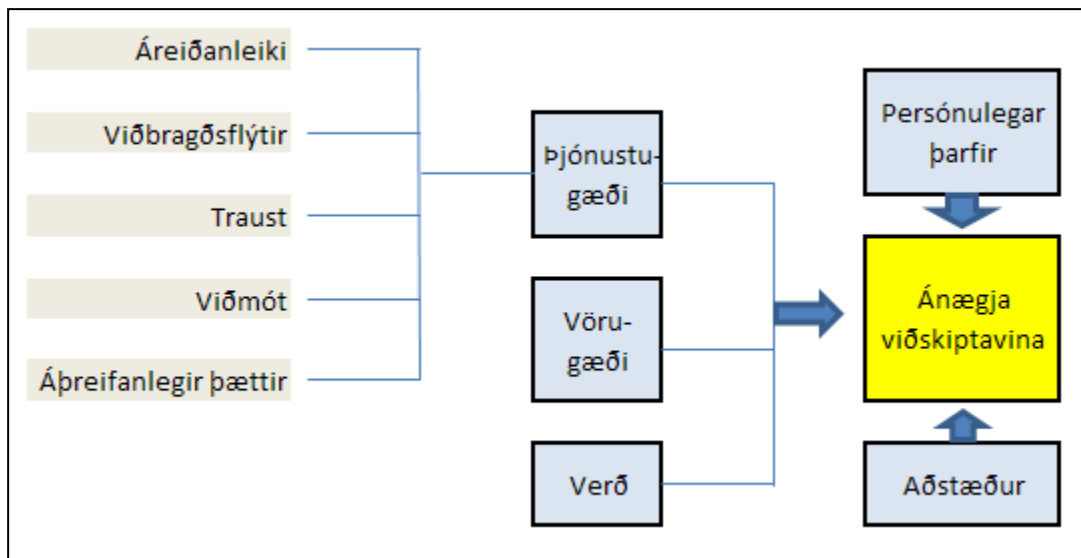 Áreiðanleiki
Viðbragðsflýtir
Traust
Viðmót
Áþreifanlegir þættir
Þjónustu-
gæði
Vöru-
gæði
Verð
Persónulegar
þarfir
Ánægja
viðskiptavina
Aðstæður